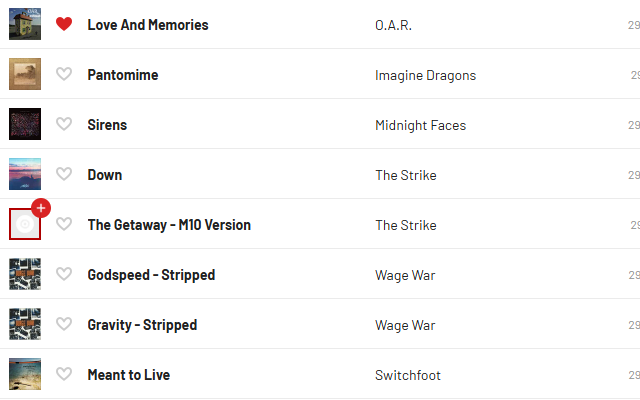 Love And Memories O.A.R. 29
Pantomime Imagine Dragons 29
Sirens Midnight Faces 29
Down The Strike 29
The Getaway - M10 Version The Strike 29
Godspeed - Stripped Wage War 29
Gravity - Stripped Wage War 29
Meant to Live Switchfoot 29